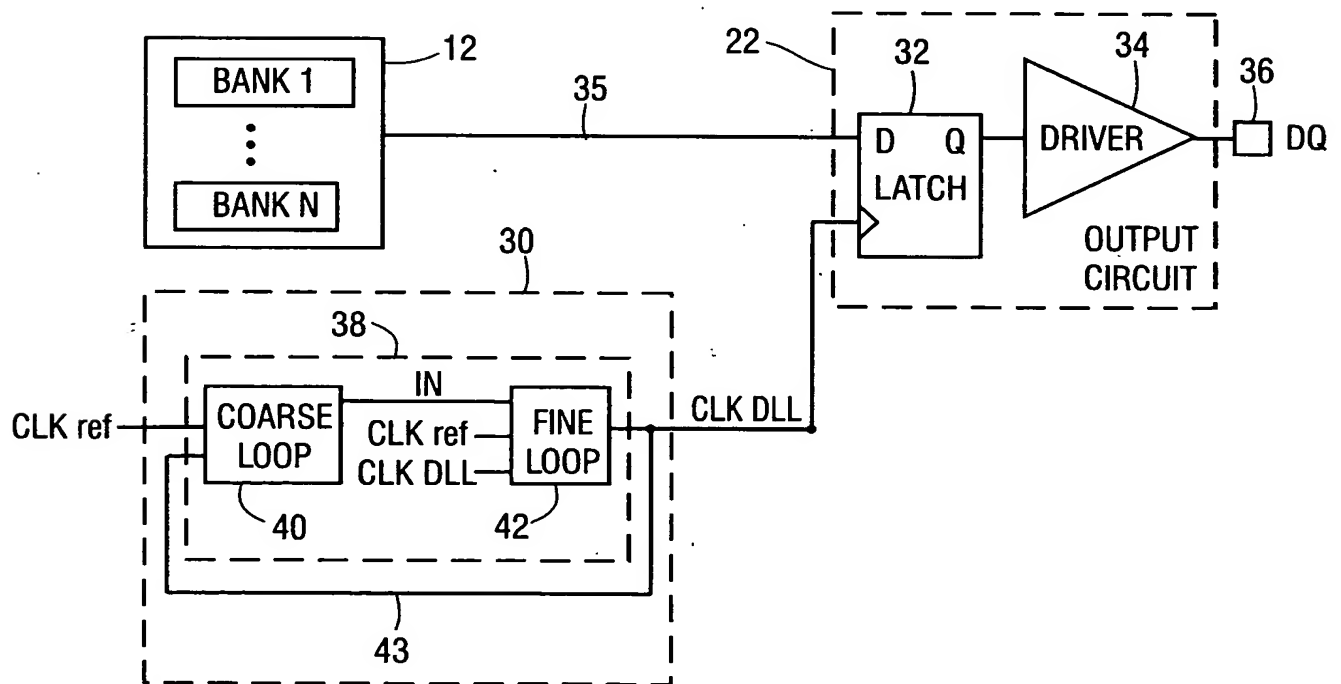 12
BANK 1
BANK N
35
22
32
34
36
D Q
LATCH
DRIVER
DQ
OUTPUT
CIRCUIT
30
38
IN
CLK ref
COARSE
LOOP
CLK ref
CLK DLL
FINE
LOOP
CLK DLL
40
42
43